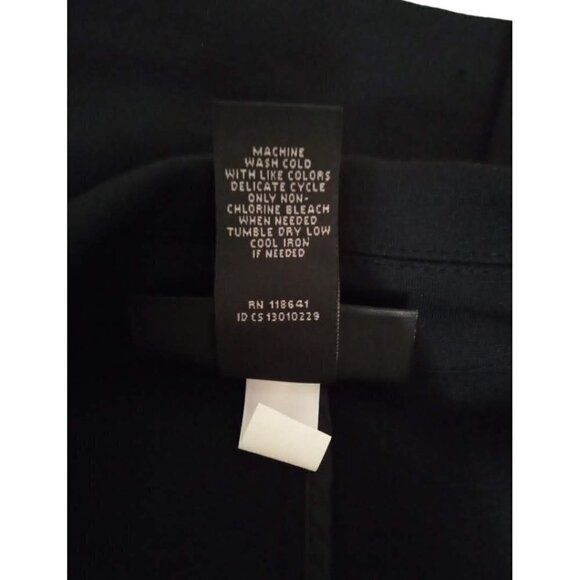 MACHINE
WASH COLD
WITH LIKE COLORS
DELICATE CYCLE
ONLY NON-
CHLORINE BLEACH
WHEN NEEDED
TUMBLE DRY LOW
COOL IRON
IF NEEDED
RN 118641
ID CS 13010229